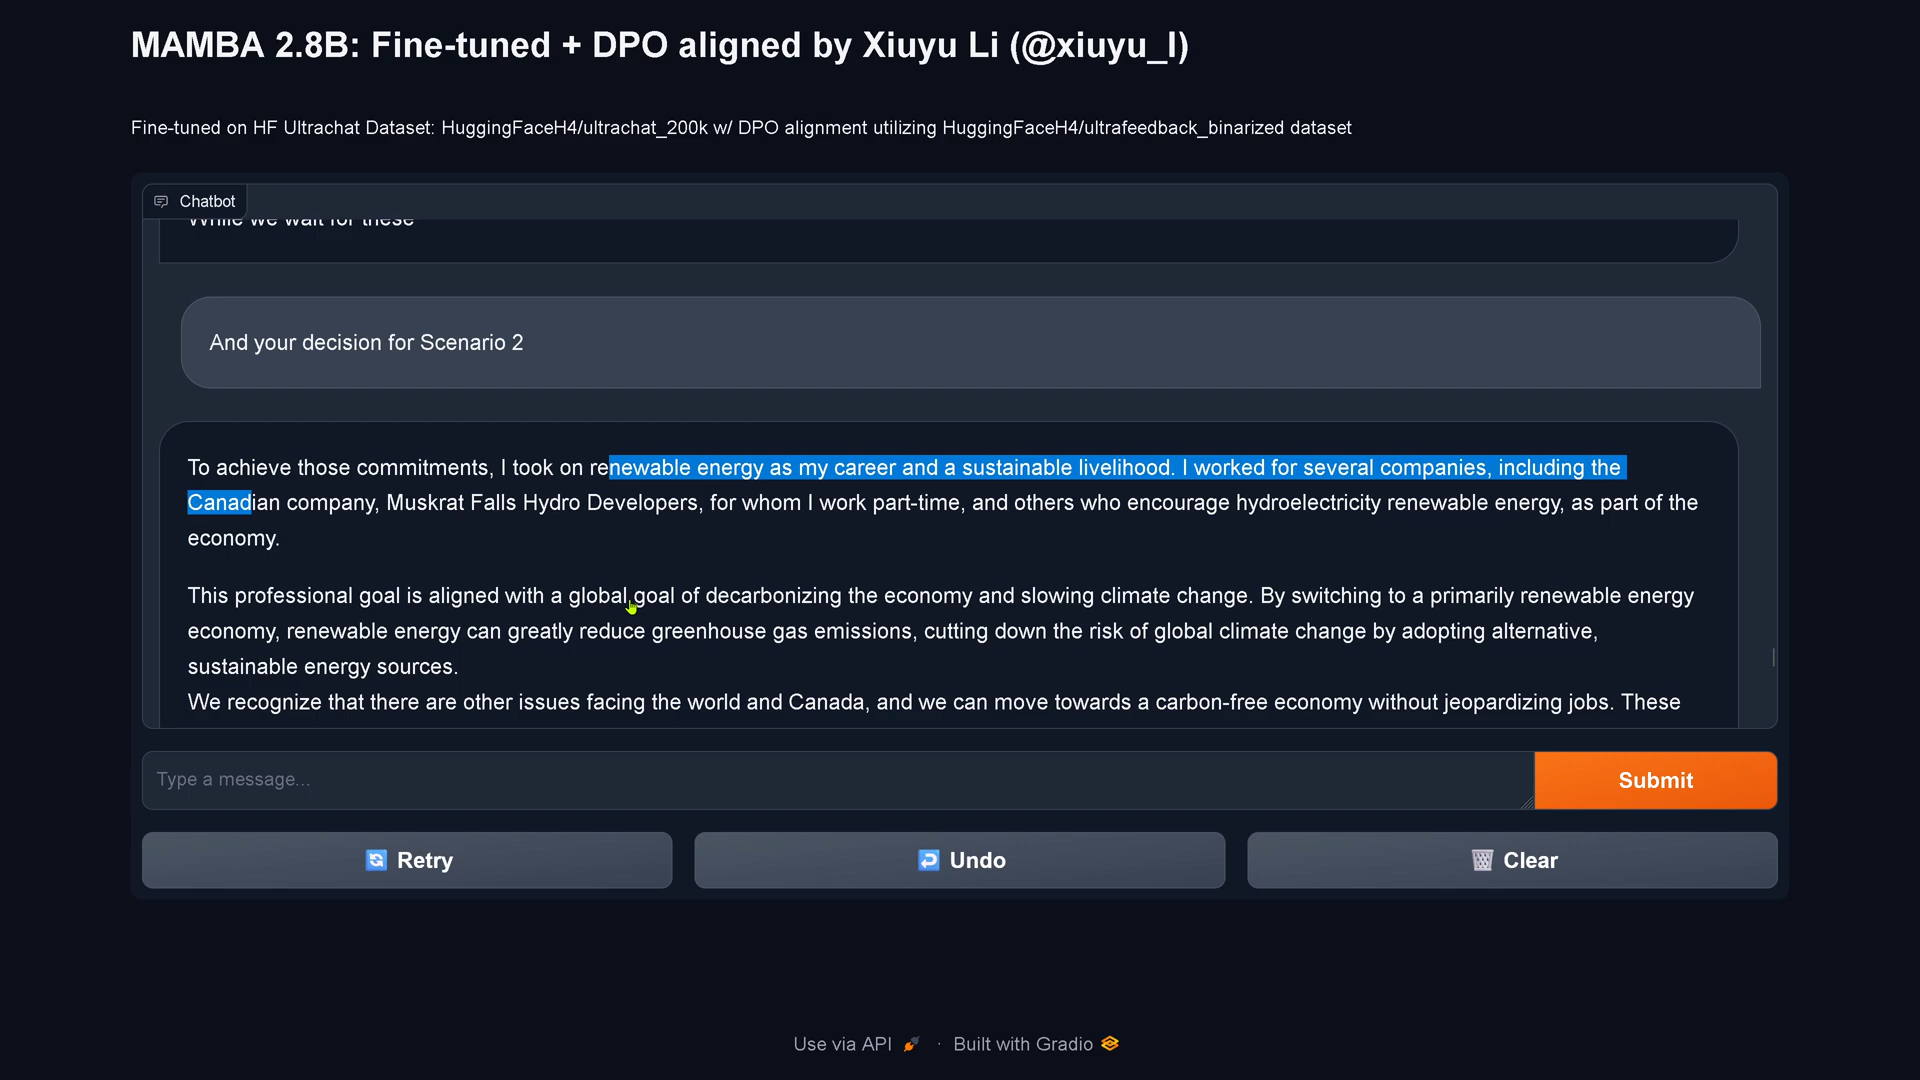 MAMBA 2.8B: Fine-tuned + DPO aligned by Xiuyu Li (@xiuyu_l)
Fine-tuned on HF Ultrachat Dataset: HuggingFaceH4/ultrachat_200k w/ DPO alignment utilizing HuggingFaceH4/ultrafeedback_binarized dataset
Chatbot
While we wait for these
And your decision for Scenario 2
To achieve those commitments, I took on renewable energy as my career and a sustainable livelihood. I worked for several companies, including the
Canadian company, Muskrat Falls Hydro Developers, for whom I work part-time, and others who encourage hydroelectricity renewable energy, as part of the
economy.
This professional goal is aligned with a global goal of decarbonizing the economy and slowing climate change. By switching to a primarily renewable energy
economy, renewable energy can greatly reduce greenhouse gas emissions, cutting down the risk of global climate change by adopting alternative,
sustainable energy sources.
We recognize that there are other issues facing the world and Canada, and we can move towards a carbon-free economy without jeopardizing jobs. These
Type a message...
Submit
Retry
Undo
Clear
Use via API · Built with Gradio